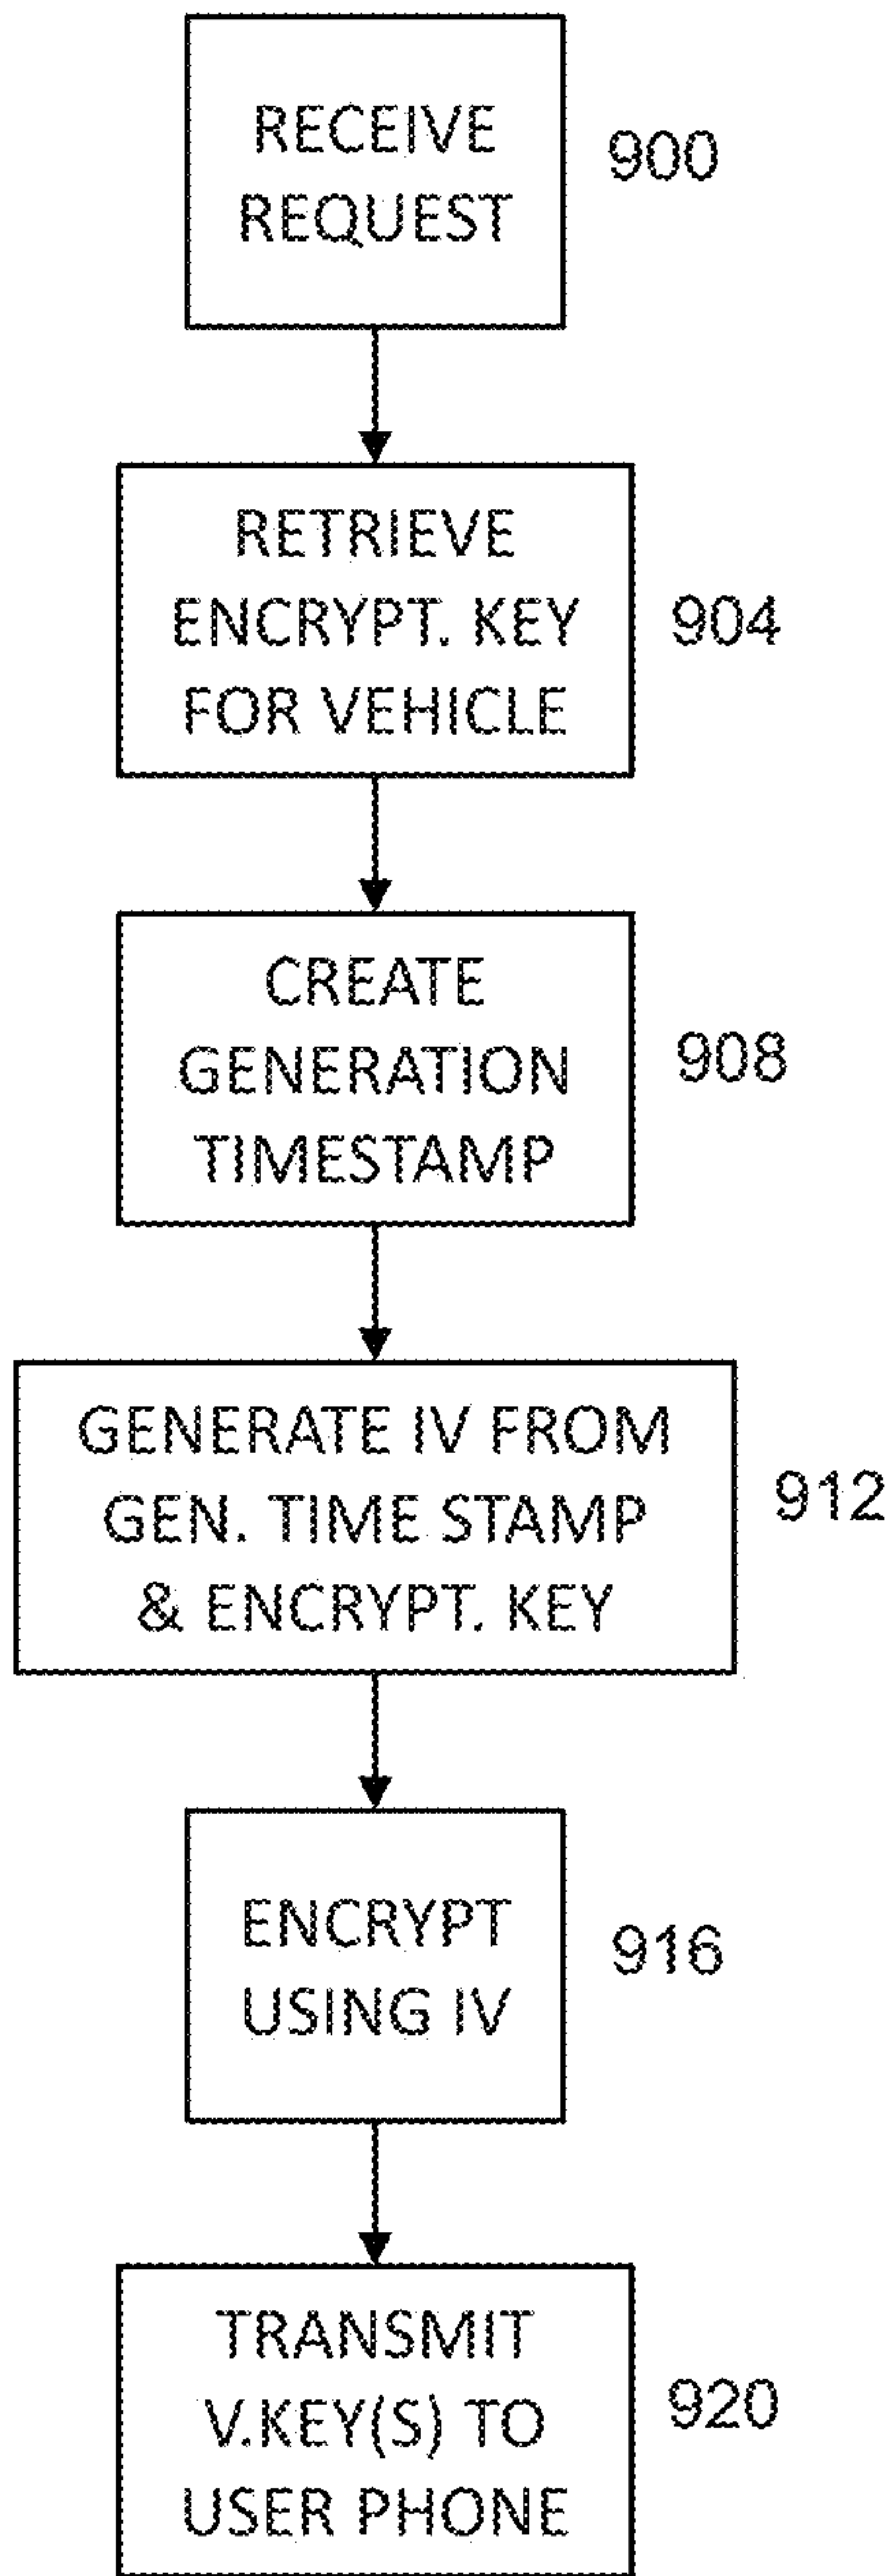 RECEIVE
REQUEST
900
RETRIEVE
ENCRYPT. KEY
FOR VEHICLE
904
CREATE
GENERATION
TIMESTAMP
908
GENERATE IV FROM
GEN. TIME STAMP
& ENCRYPT. KEY
912
ENCRYPT
USING IV
916
TRANSMIT
V.KEY(S) TO
USER PHONE
920